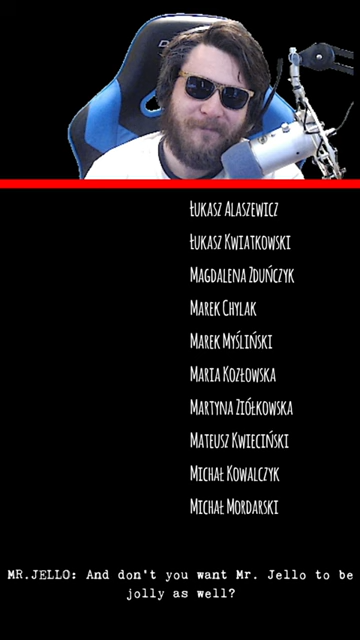 Łukasz Alaszewicz
Łukasz Kwiatkowski
Magdalena Zduńczyk
Marek Chylak
Marek Myśliński
Maria Kozłowska
Martyna Ziółkowska
Mateusz Kwieciński
Michał Kowalczyk
Michał Mordarski
MR.JELLO: And don't you want Mr. Jello to be
jolly as well?